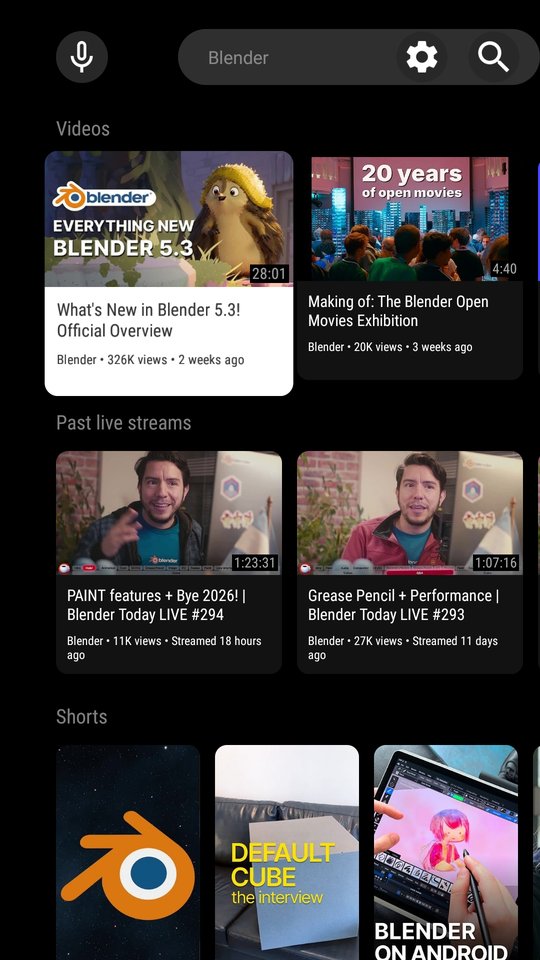 Blender
Videos
blender
EVERYTHING NEW
BLENDER 5.3
28:01
What's New in Blender 5.3!
Official Overview
Blender • 326K views • 2 weeks ago
20 years
of open movies
4:40
Making of: The Blender Open
Movies Exhibition
Blender • 20K views • 3 weeks ago
Past live streams
blender
1:23:31
PAINT features + Bye 2026! |
Blender Today LIVE #294
Blender • 11K views • Streamed 18 hours
ago
1:07:16
Grease Pencil + Performance |
Blender Today LIVE #293
Blender • 27K views • Streamed 11 days
ago
Shorts
DEFAULT
CUBE
the interview
BLENDER
ON ANDROID